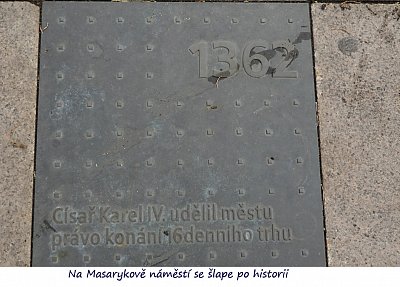 1362
Císař Karel IV. udělil městu
právo konání 16denního trhu
Na Masarykově náměstí se šlape po historii